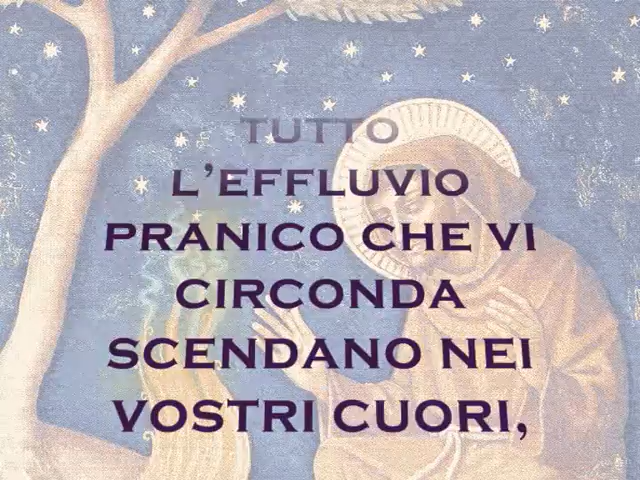 TUTTO
L'EFFLUVIO
PRANICO CHE VI
CIRCONDA
SCENDANO NEI
VOSTRI CUORI,